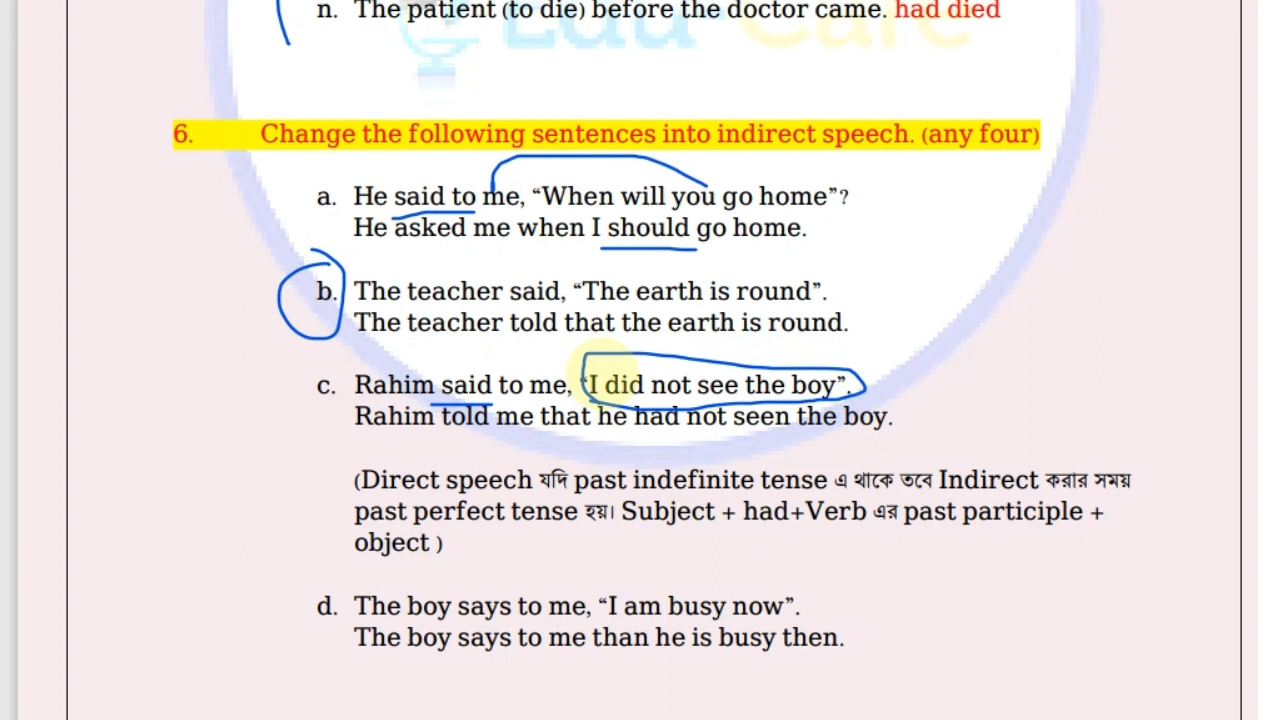 n. The patient (to die) before the doctor came. had died
Edu-Care
6. Change the following sentences into indirect speech. (any four)
a. He said to me, “When will you go home”?
He asked me when I should go home.
b. The teacher said, “The earth is round”.
The teacher told that the earth is round.
c. Rahim said to me, “I did not see the boy”.
Rahim told me that he had not seen the boy.
(Direct speech যদি past indefinite tense এ থাকে তবে Indirect করার সময়
past perfect tense হয়। Subject + had+Verb এর past participle +
object )
d. The boy says to me, “I am busy now”.
The boy says to me than he is busy then.